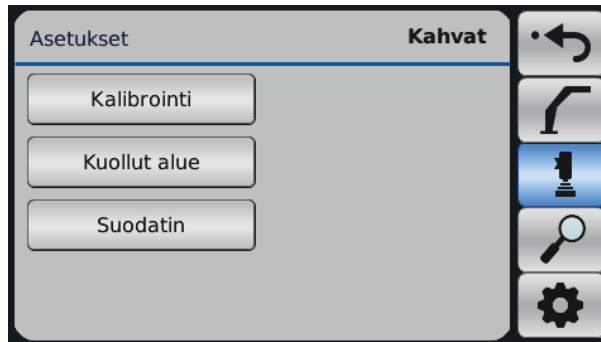 Asetukset Kahvat
Kalibrointi
Kuollut alue
Suodatin